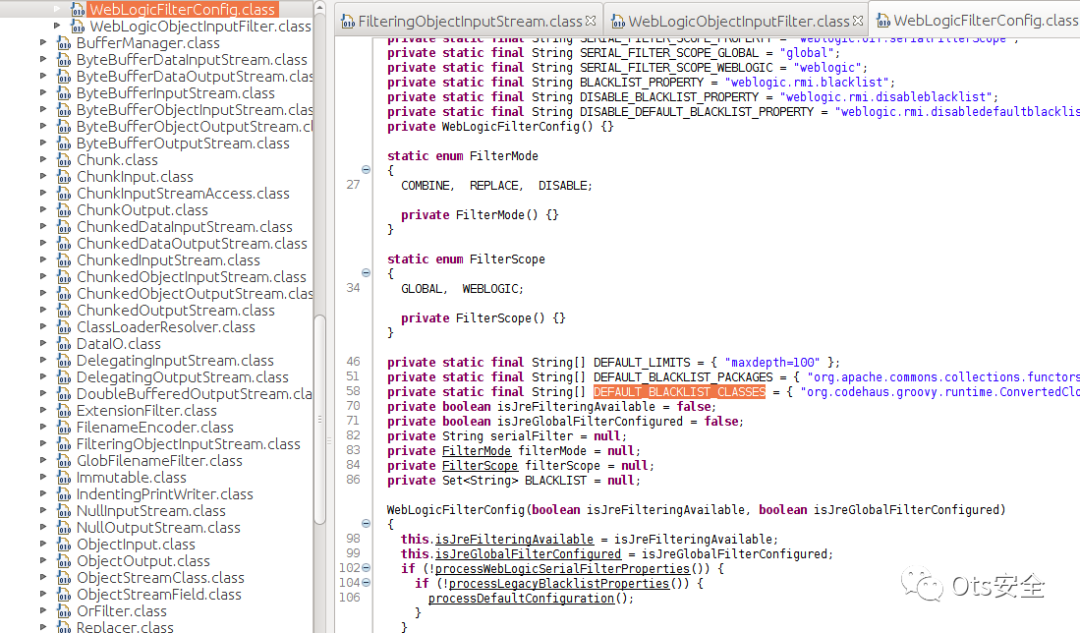 WebLogicFilterConfig.class
WebLogicObjectInputFilter.class
BufferManager.class
ByteBufferDataInputStream.class
ByteBufferDataOutputStream.clas
ByteBufferInputStream.class
ByteBufferObjectInputStream.clas
ByteBufferObjectOutputStream.cl
ByteBufferOutputStream.class
Chunk.class
ChunkInput.class
ChunkInputStreamAccess.class
ChunkOutput.class
ChunkedDataInputStream.class
ChunkedDataOutputStream.class
ChunkedInputStream.class
ChunkedObjectInputStream.class
ChunkedObjectOutputStream.clas
ChunkedOutputStream.class
ClassLoaderResolver.class
DataIO.class
DelegatingInputStream.class
DelegatingOutputStream.class
DoubleBufferedOutputStream.cla
ExtensionFilter.class
FilenameEncoder.class
FilteringObjectInputStream.class
GlobFilenameFilter.class
Immutable.class
IndentingPrintWriter.class
NullInputStream.class
NullOutputStream.class
ObjectInput.class
ObjectOutput.class
ObjectStreamClass.class
ObjectStreamField.class
OrFilter.class
Replacer.class
FilteringObjectInputStream.class WebLogicObjectInputFilter.class WebLogicFilterConfig.class
private static final String SERIAL_FILTER_SCOPE_PROPERTY = "weblogic.oif.serialFilterScope";
private static final String SERIAL_FILTER_SCOPE_GLOBAL = "global";
private static final String SERIAL_FILTER_SCOPE_WEBLOGIC = "weblogic";
private static final String BLACKLIST_PROPERTY = "weblogic.rmi.blacklist";
private static final String DISABLE_BLACKLIST_PROPERTY = "weblogic.rmi.disableblacklist";
private static final String DISABLE_DEFAULT_BLACKLIST_PROPERTY = "weblogic.rmi.disabledefaultblacklis
private WebLogicFilterConfig() {}
static enum FilterMode
{
27 COMBINE, REPLACE, DISABLE;
private FilterMode() {}
}
static enum FilterScope
{
34 GLOBAL, WEBLOGIC;
private FilterScope() {}
}
46 private static final String[] DEFAULT_LIMITS = { "maxdepth=100" };
51 private static final String[] DEFAULT_BLACKLIST_PACKAGES = { "org.apache.commons.collections.functors
58 private static final String[] DEFAULT_BLACKLIST_CLASSES = { "org.codehaus.groovy.runtime.ConvertedClo
70 private boolean isJreFilteringAvailable = false;
71 private boolean isJreGlobalFilterConfigured = false;
82 private String serialFilter = null;
83 private FilterMode filterMode = null;
84 private FilterScope filterScope = null;
86 private Set<String> BLACKLIST = null;
WebLogicFilterConfig(boolean isJreFilteringAvailable, boolean isJreGlobalFilterConfigured)
{
98 this.isJreFilteringAvailable = isJreFilteringAvailable;
99 this.isJreGlobalFilterConfigured = isJreGlobalFilterConfigured;
102 if (!processWebLogicSerialFilterProperties()) {
104 if (!processLegacyBlacklistProperties()) {
106 processDefaultConfiguration();
}
}
Ots安全